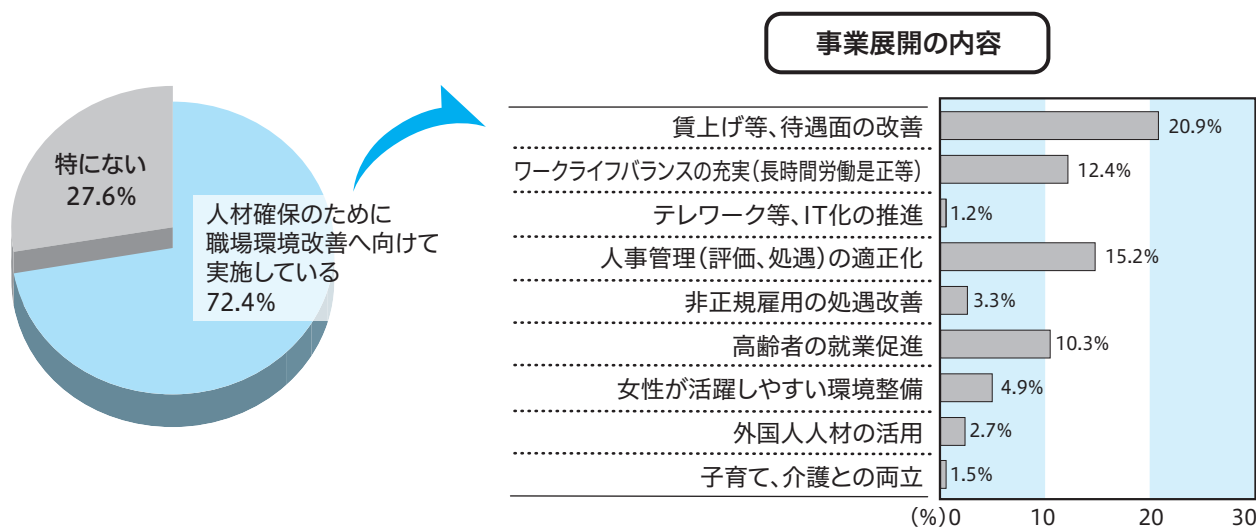 事業展開の内容
特にない
27.6%
人材確保のために
職場環境改善へ向けて
実施している
72.4%
賃上げ等、待遇面の改善 20.9%
ワークライフバランスの充実(長時間労働是正等) 12.4%
テレワーク等、IT化の推進 1.2%
人事管理(評価、処遇)の適正化 15.2%
非正規雇用の処遇改善 3.3%
高齢者の就業促進 10.3%
女性が活躍しやすい環境整備 4.9%
外国人人材の活用 2.7%
子育て、介護との両立 1.5%
(%)0 10 20 30